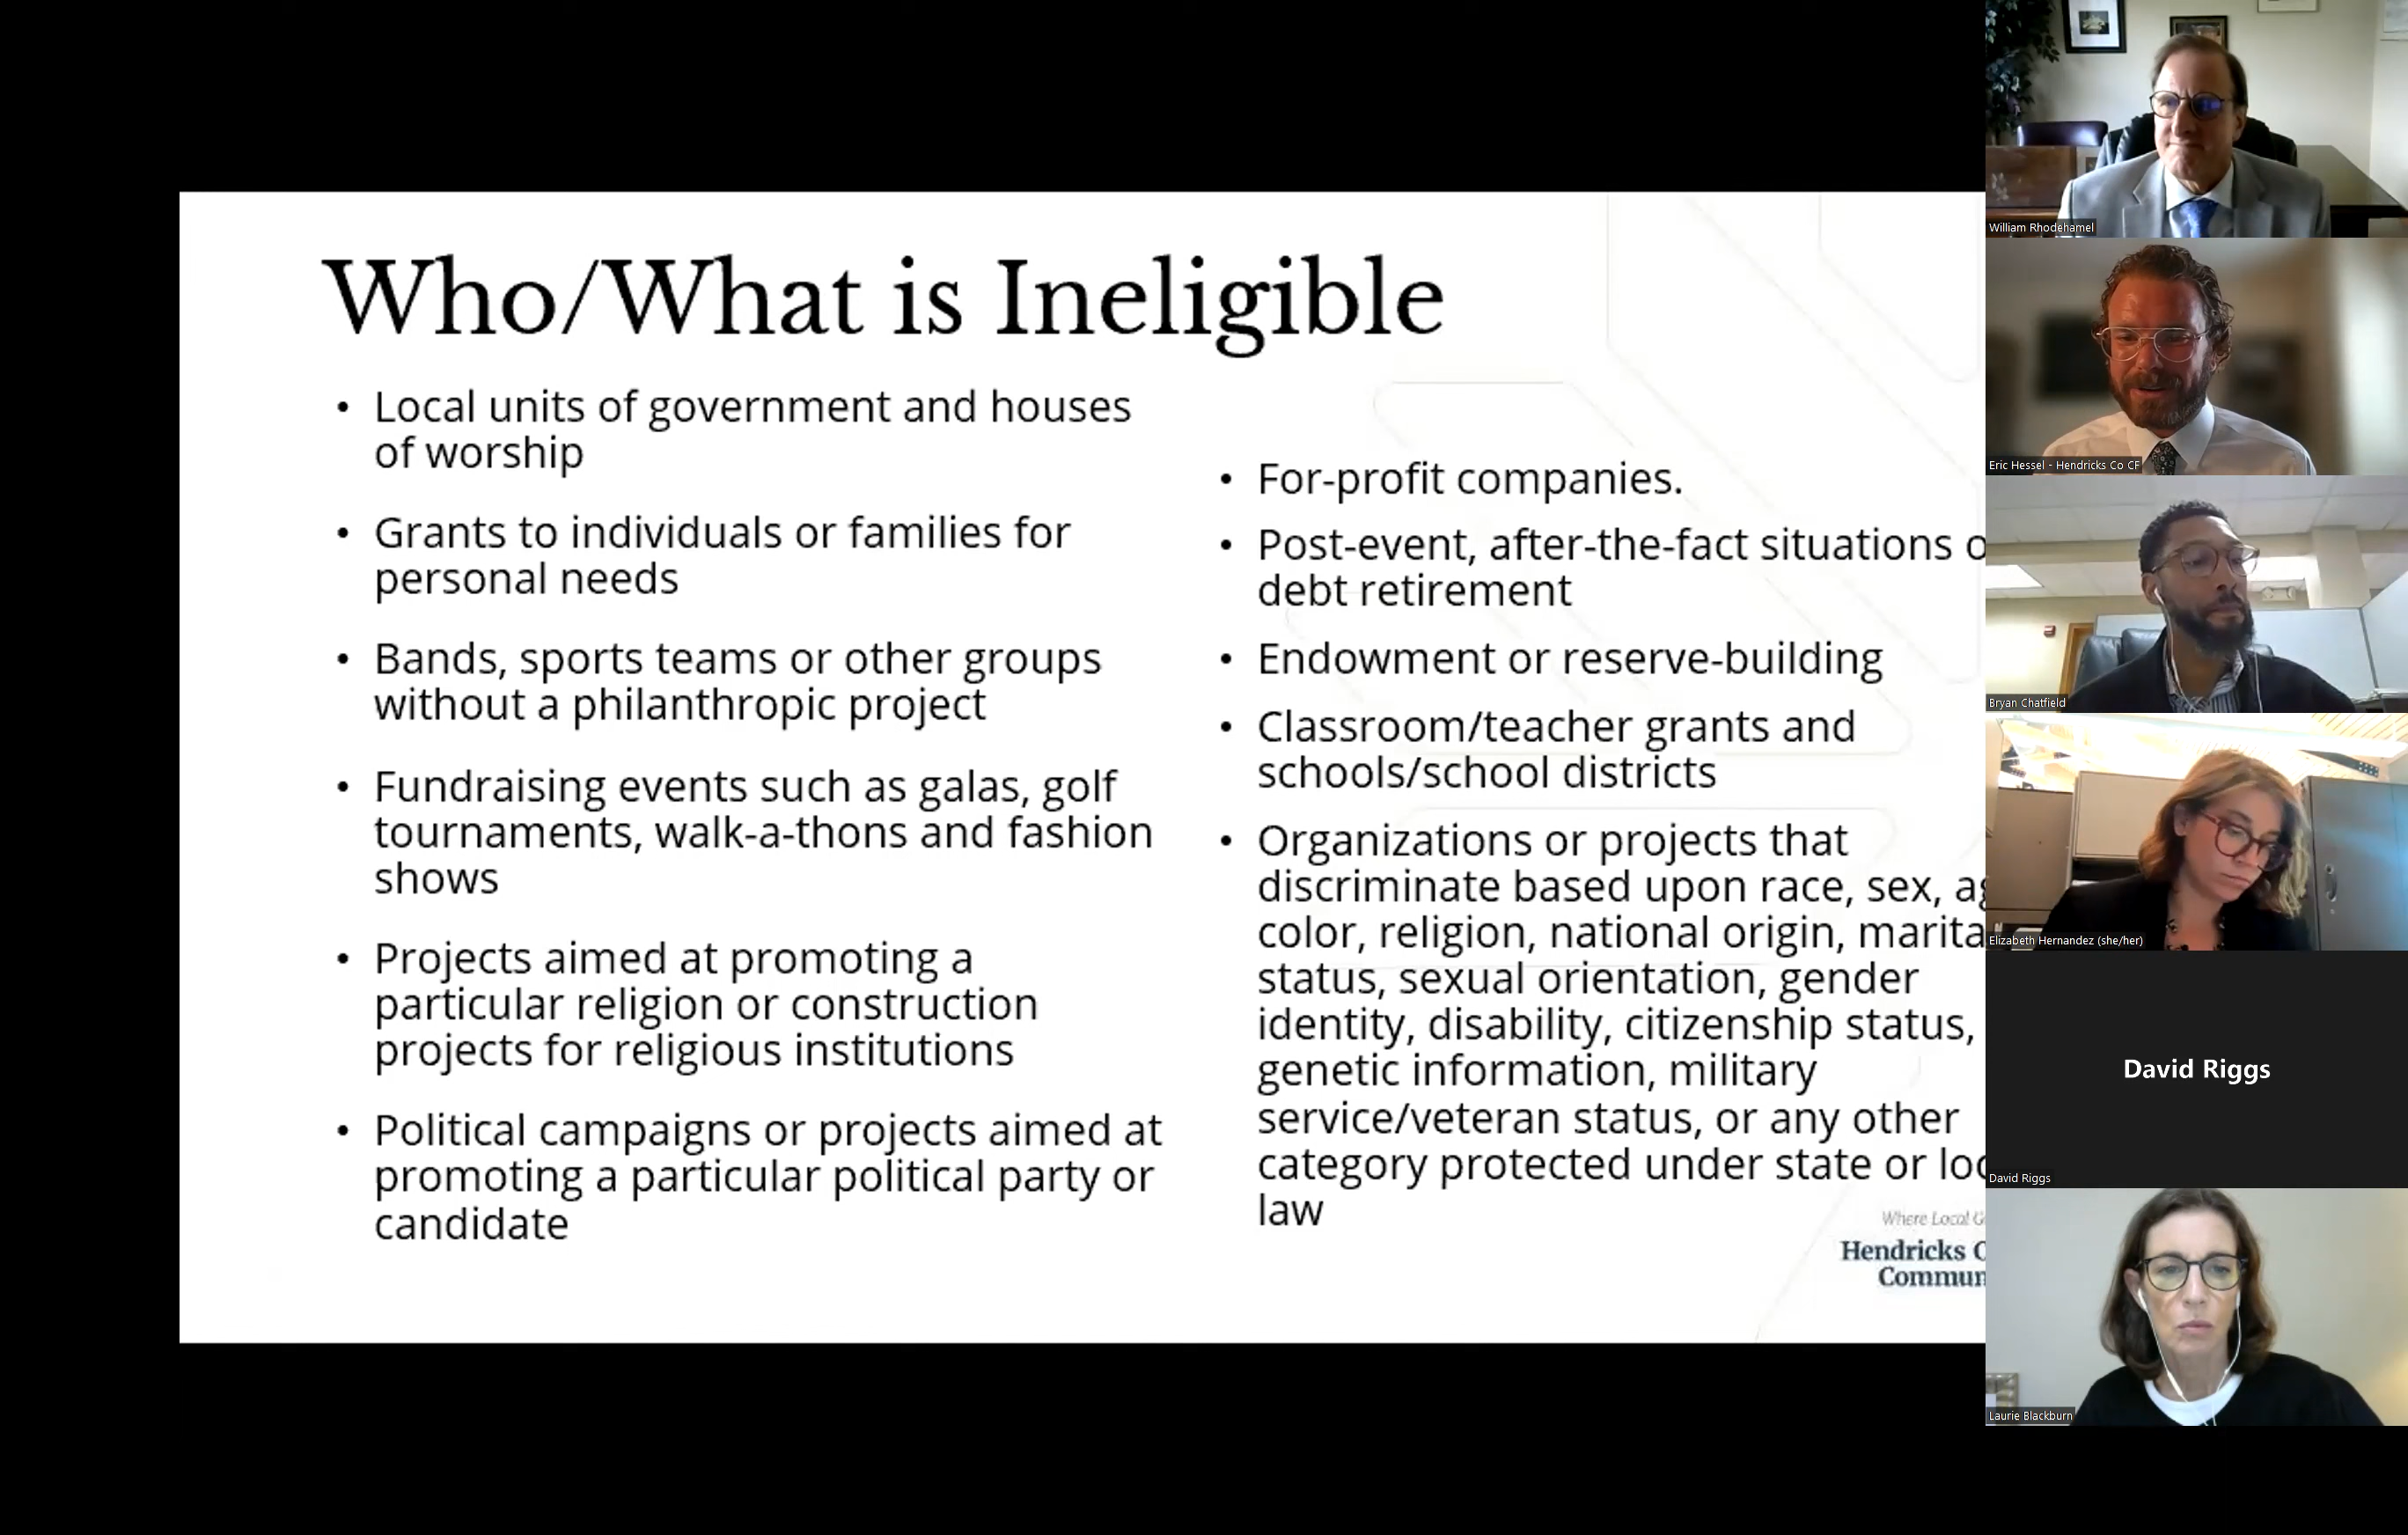 Who/What is Ineligible
• Local units of government and houses
of worship
• Grants to individuals or families for
personal needs
• Bands, sports teams or other groups
without a philanthropic project
• Fundraising events such as galas, golf
tournaments, walk-a-thons and fashion
shows
• Projects aimed at promoting a
particular religion or construction
projects for religious institutions
• Political campaigns or projects aimed at
promoting a particular political party or
candidate
• For-profit companies.
• Post-event, after-the-fact situations
debt retirement
• Endowment or reserve-building
• Classroom/teacher grants and
schools/school districts
• Organizations or projects that
discriminate based upon race, sex,
color, religion, national origin,
status, sexual orientation, gender
identity, disability, citizenship status,
genetic information, military
service/veteran status, or any other
category protected under state or
law
Where Local
Hendricks
William Rhodehamel
Eric Hessel - Hendricks Co CF
Bryan Chatfield
Elizabeth Hernandez (she/her)
David Riggs
David Riggs
Laurie Blackburn